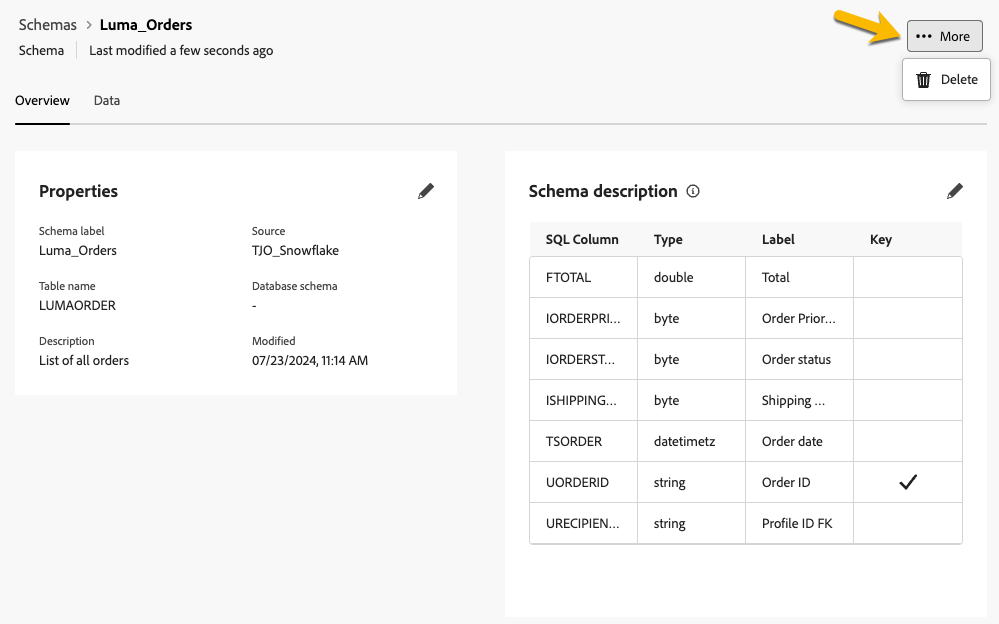 Schemas > Luma_Orders
Schema | Last modified a few seconds ago
••• More
Delete
Overview Data
Properties
Schema label Source
Luma_Orders TJO_Snowflake
Table name Database schema
LUMAORDER -
Description Modified
List of all orders 07/23/2024, 11:14 AM
Schema description
SQL Column Type Label Key
FTOTAL double Total
IORDERPRI... byte Order Prior...
IORDERST... byte Order status
ISHIPPING... byte Shipping ...
TSORDER datetimetz Order date
UORDERID string Order ID ✓
URECIPIEN... string Profile ID FK